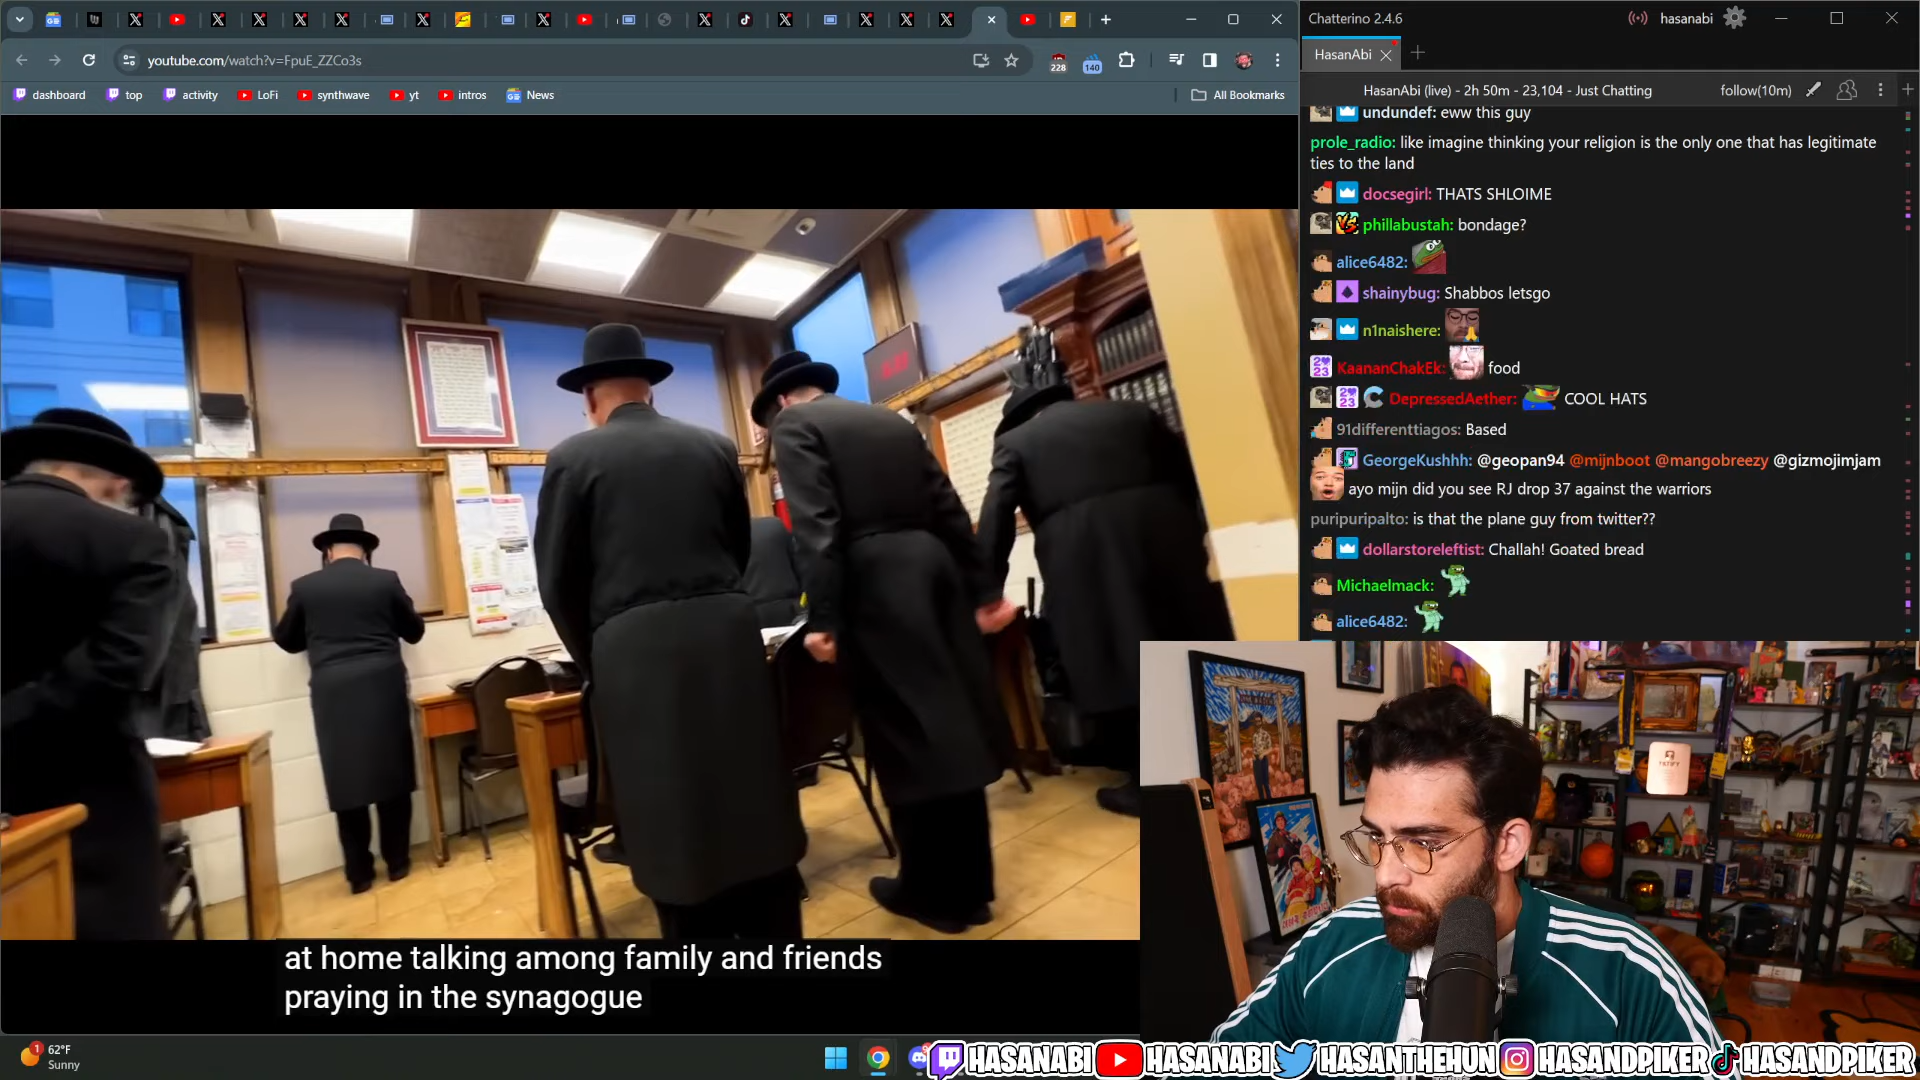 youtube.com/watch?v=FpuE_ZZCo3s
228
140
dashboard
top
activity
LoFi
synthwave
yt
intros
News
All Bookmarks
at home talking among family and friends
praying in the synagogue
Chatterino 2.4.6
hasanabi
HasanAbi
HasanAbi (live) - 2h 50m - 23,104 - Just Chatting
follow(10m)
undundef: eww this guy
prole_radio: like imagine thinking your religion is the only one that has legitimate
ties to the land
docsegirl: THATS SHLOIME
phillabustah: bondage?
alice6482:
shainybug: Shabbos letsgo
n1naishere:
KaananChakEk: food
DepressedAether: COOL HATS
91differenttiagos: Based
GeorgeKushhh: @geopan94 @mijnboot @mangobreezy @gizmojimjam
ayo mijn did you see RJ drop 37 against the warriors
puripuripalto: is that the plane guy from twitter??
dollarstoreleftist: Challah! Goated bread
Michaelmack:
alice6482:
1
62°F
Sunny
HASANABI
HASANABI
HASANTHEHUN
HASANDPIKER
HASANDPIKER